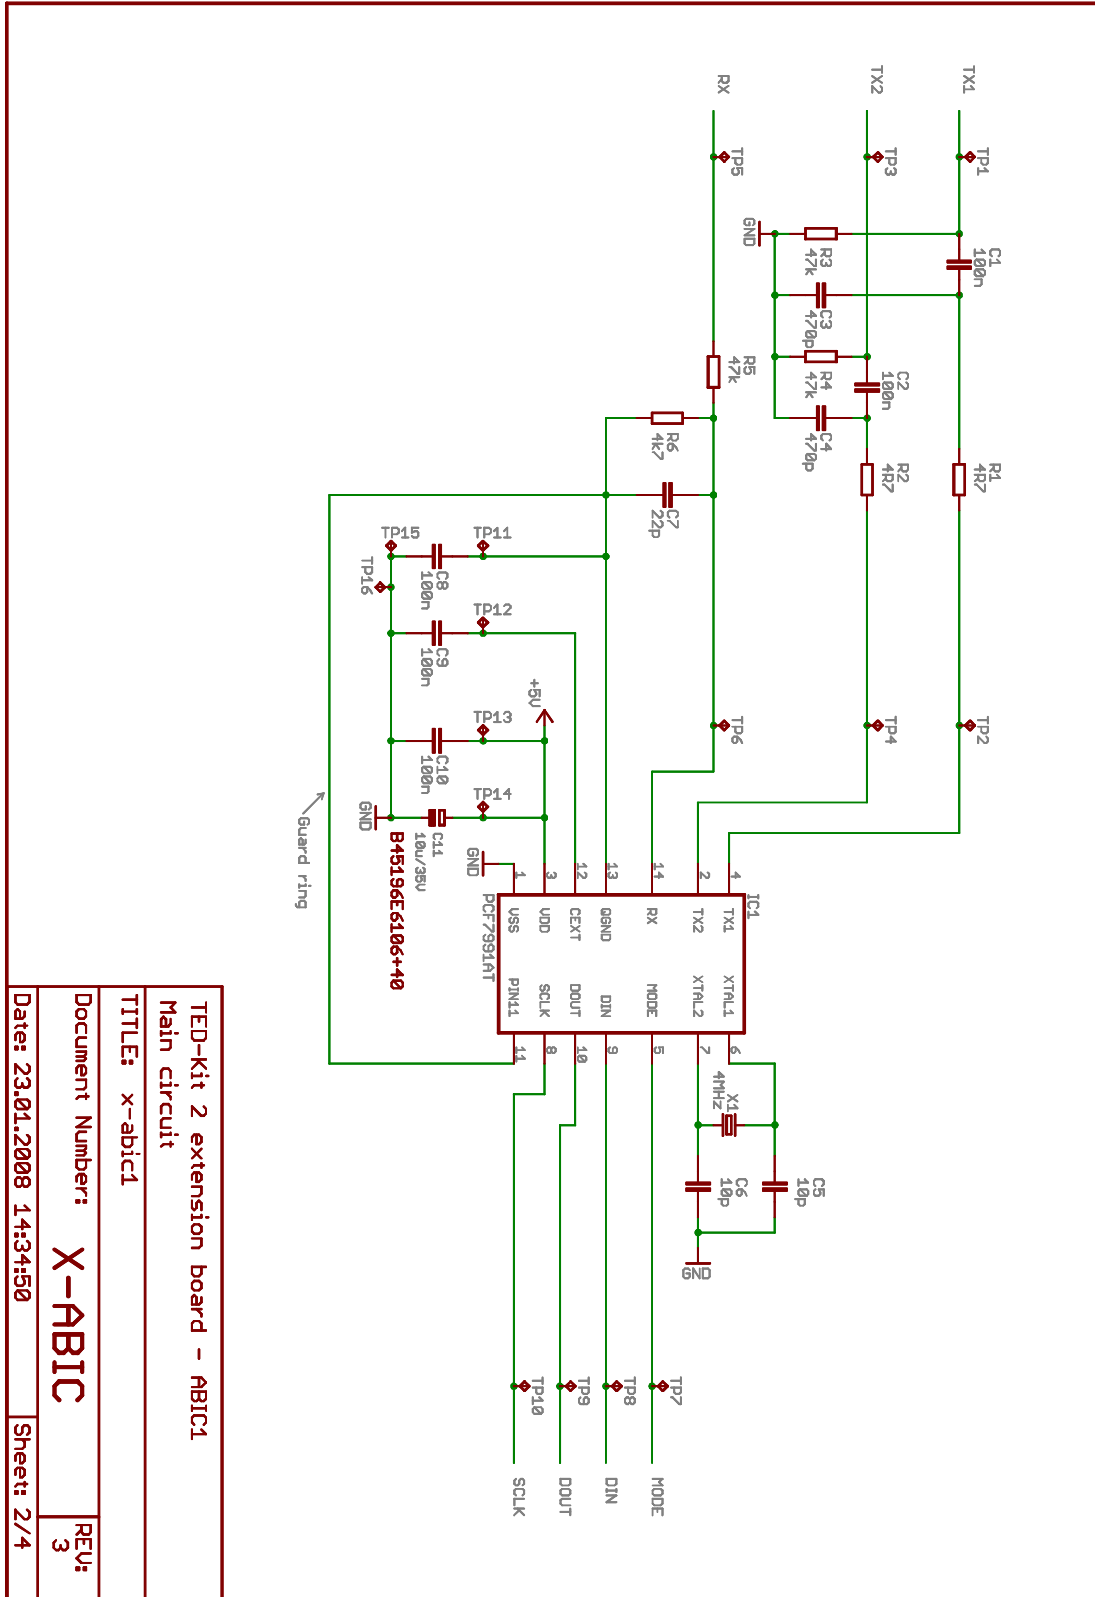 TX1
TP1
C1
100n
R1
4R7
TP2
TX2
TP3
C2
100n
R2
4R7
TP4
R3
47k
C3
470p
R4
47k
C4
470p
GND
RX
TP5
R5
47k
R6
4k7
C7
22p
TP6
TP11
TP15
C8
100n
TP16
TP12
C9
100n
+5V
TP13
C10
100n
TP14
C11
10u/35V
B45196E6106+40
GND
GND
Guard ring
IC1
PCF7991AT
4 TX1 XTAL1 6
2 TX2 XTAL2 7
14 RX MODE 5
13 QGND DIN 9
12 CEXT DOUT 10
3 VDD SCLK 8
1 VSS PIN11 11
X1
4MHz
C5
10p
C6
10p
GND
TP7
MODE
TP8
DIN
TP9
DOUT
TP10
SCLK
TED-Kit 2 extension board - ABIC1
Main circuit
TITLE: x-abic1
Document Number:
X-ABIC
REV:
3
Date: 23.01.2008 14:34:50
Sheet: 2/4